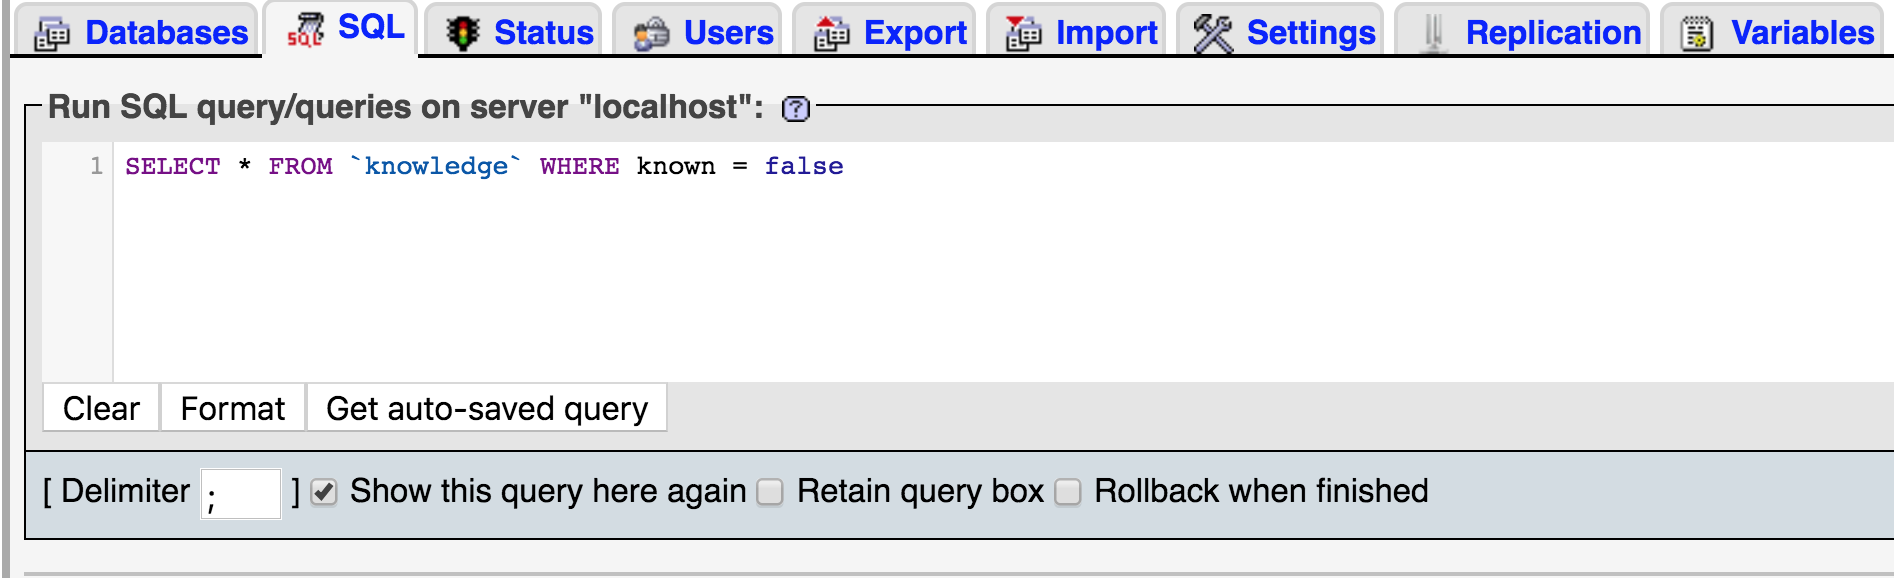 Databases SQL Status Users Export Import Settings Replication Variables
Run SQL query/queries on server "localhost": ?
1 SELECT * FROM `knowledge` WHERE known = false
Clear Format Get auto-saved query
[ Delimiter ; ] Show this query here again Retain query box Rollback when finished